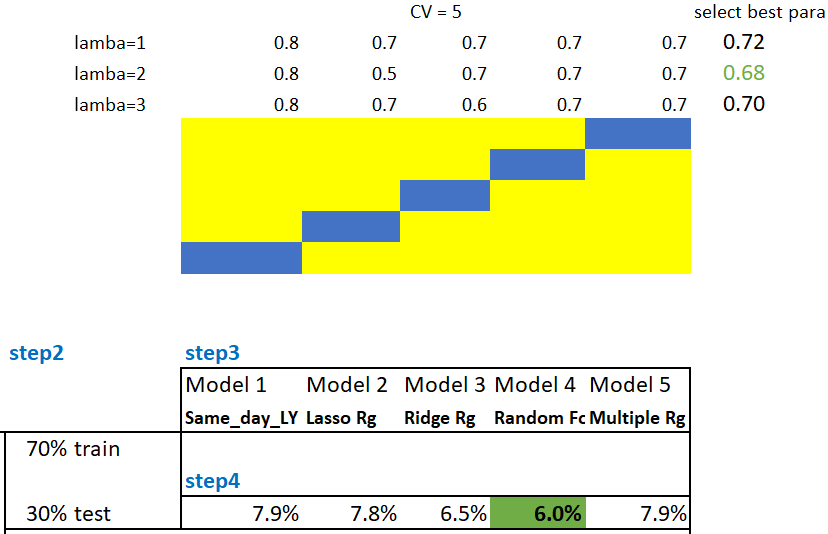 CV = 5 select best para
lamba=1 0.8 0.7 0.7 0.7 0.7 0.72
lamba=2 0.8 0.5 0.7 0.7 0.7 0.68
lamba=3 0.8 0.7 0.6 0.7 0.7 0.70
step2 step3
Model 1 Model 2 Model 3 Model 4 Model 5
Same_day_LY Lasso Rg Ridge Rg Random Fc Multiple Rg
70% train
step4
30% test 7.9% 7.8% 6.5% 6.0% 7.9%